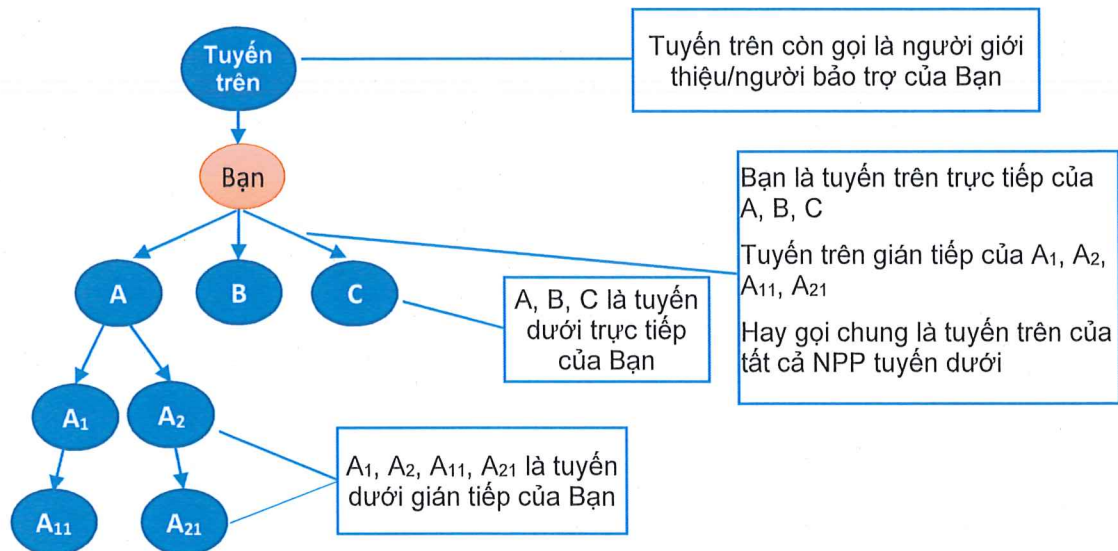 Tuyến
trên
Tuyến trên còn gọi là người giới
thiệu/người bảo trợ của Bạn
Bạn
Bạn là tuyến trên trực tiếp của
A, B, C
Tuyến trên gián tiếp của A₁, A₂,
A₁₁, A₂₁
Hay gọi chung là tuyến trên của
tất cả NPP tuyến dưới
A
B
C
A, B, C là tuyến
dưới trực tiếp
của Bạn
A₁
A₂
A₁, A₂, A₁₁, A₂₁ là tuyến
dưới gián tiếp của Bạn
A₁₁
A₂₁